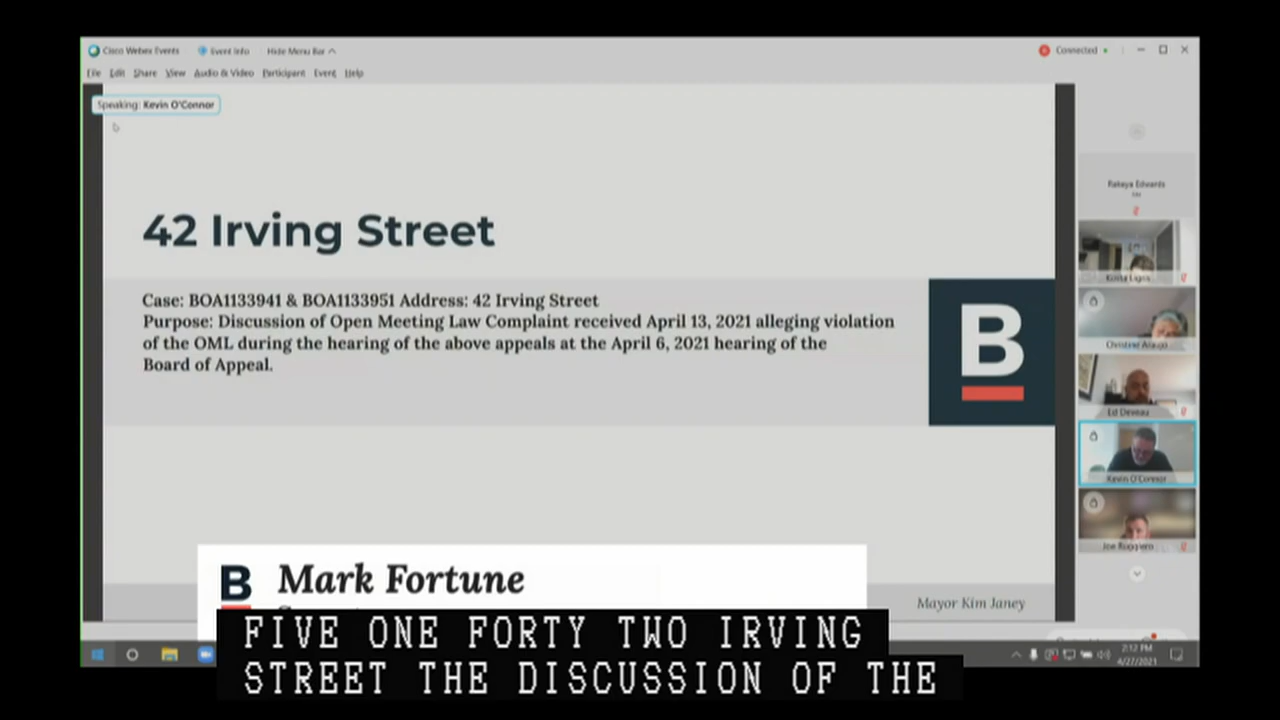 Cisco Webex Events
Event Info
Hide Menu Bar
Connected
File Edit Share View Audio & Video Participant Event Help
Speaking: Kevin O'Connor
42 Irving Street
Case: BOA1133941 & BOA1133951 Address: 42 Irving Street
Purpose: Discussion of Open Meeting Law Complaint received April 13, 2021 alleging violation
of the OML during the hearing of the above appeals at the April 6, 2021 hearing of the
Board of Appeal.
B
Rakeya Edwards
Me
Kosta Ligris
Christine Araujo
Ed Deveau
Kevin O'Connor
Joe Ruggiero
B
Mark Fortune
Mayor Kim Janey
FIVE ONE FORTY TWO IRVING
STREET THE DISCUSSION OF THE
2:12 PM
4/27/2021